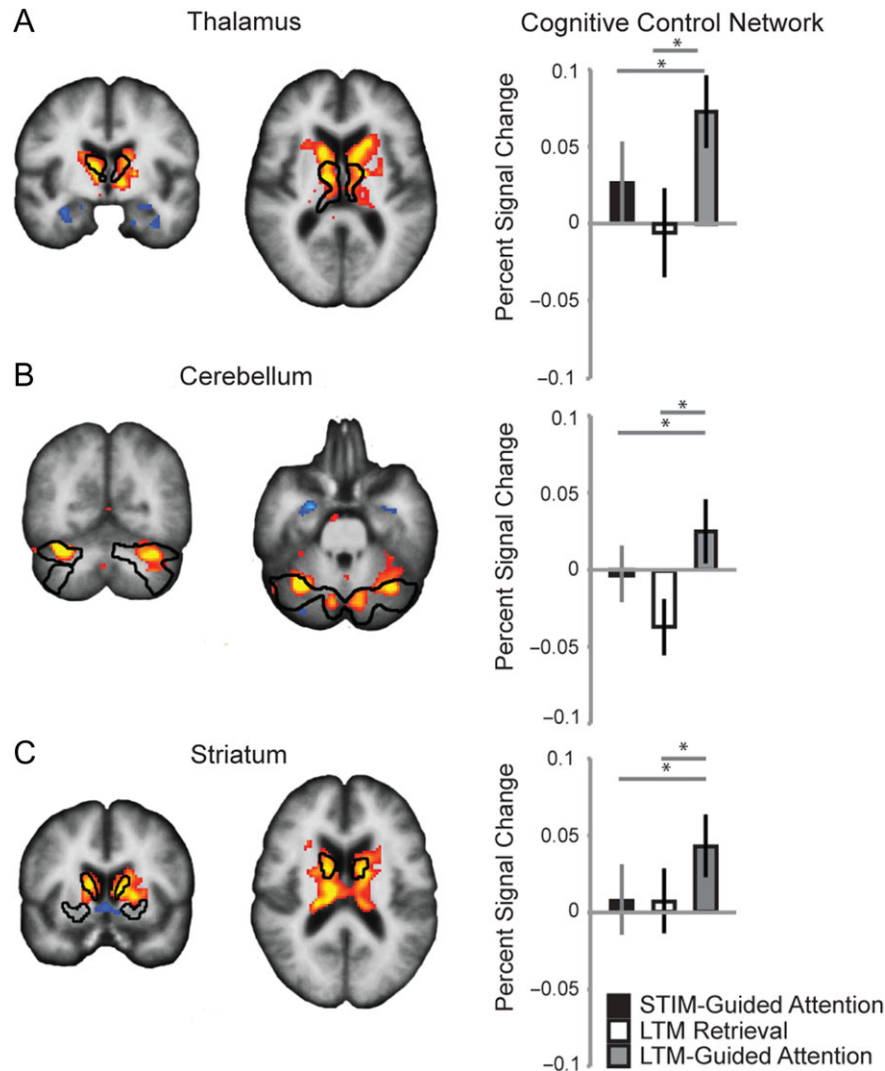 A
Thalamus
Cognitive Control Network
*
*
0.1
0.05
0
–0.05
–0.1
Percent Signal Change
B
Cerebellum
*
*
0.1
0.05
0
–0.05
–0.1
Percent Signal Change
C
Striatum
*
*
0.1
0.05
0
–0.05
–0.1
Percent Signal Change
STIM-Guided Attention
LTM Retrieval
LTM-Guided Attention